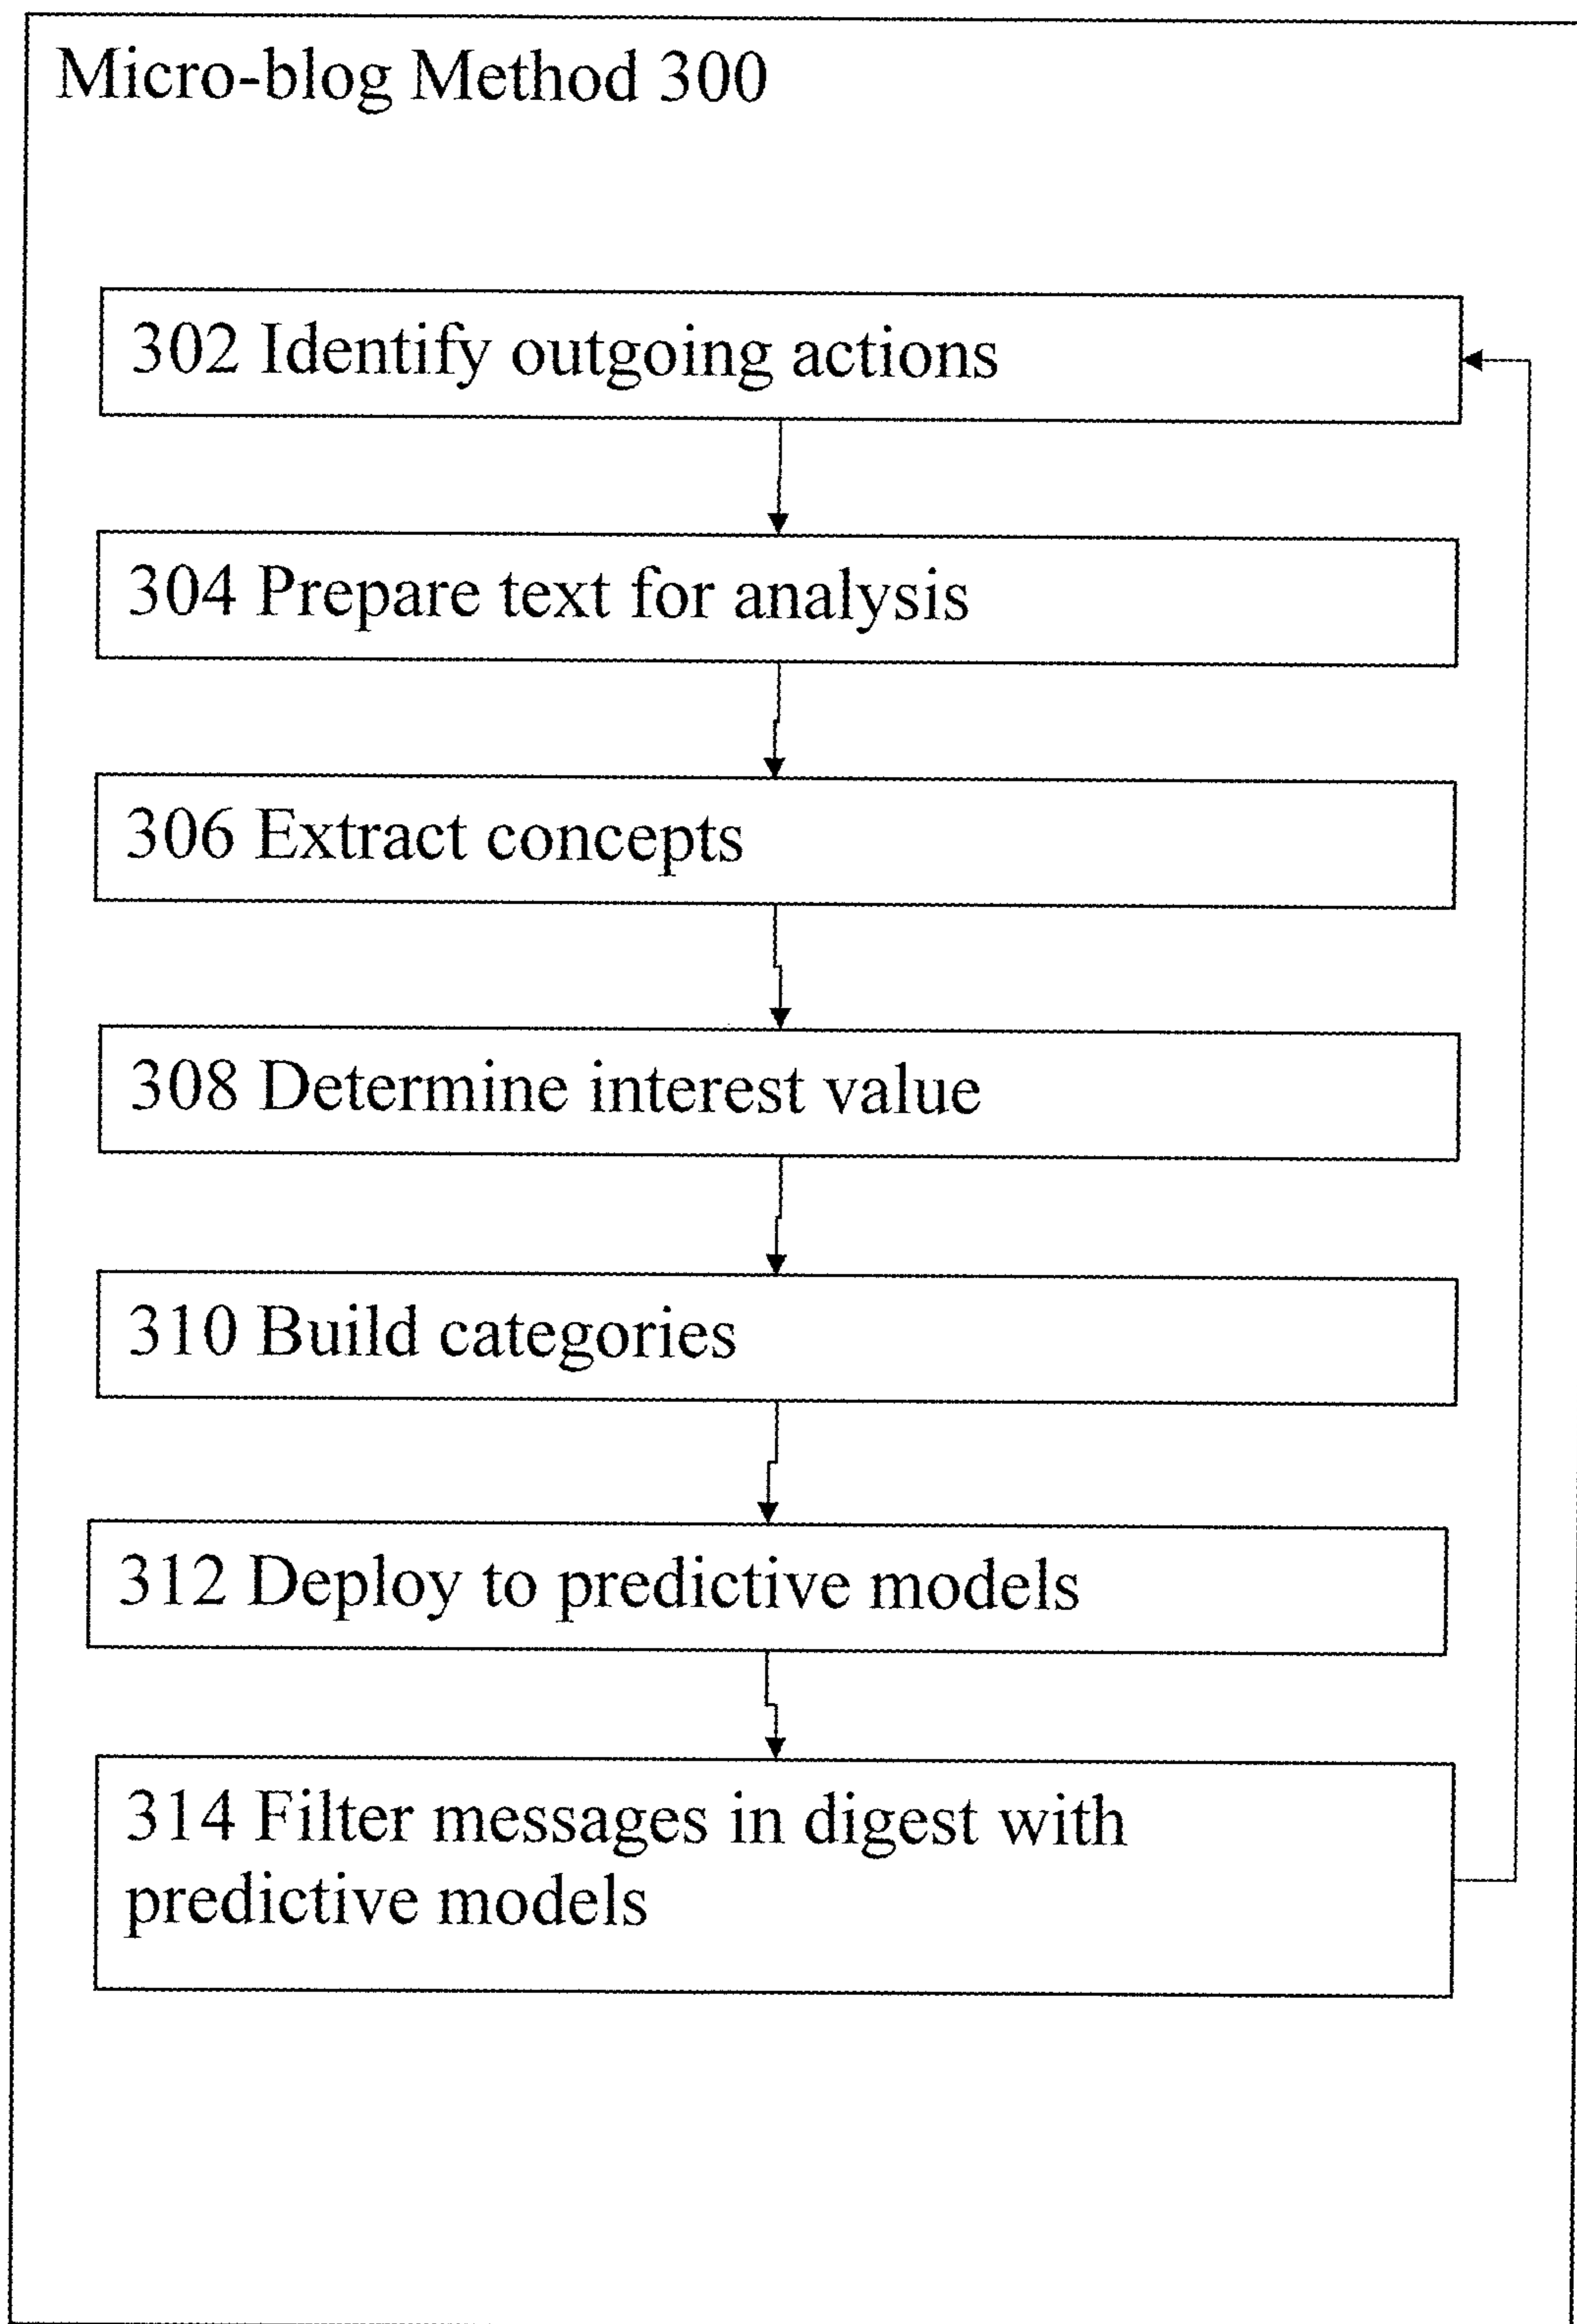 Micro-blog Method 300
302 Identify outgoing actions
304 Prepare text for analysis
306 Extract concepts
308 Determine interest value
310 Build categories
312 Deploy to predictive models
314 Filter messages in digest with
predictive models